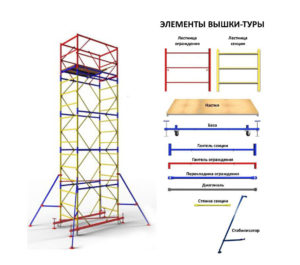 ЭЛЕМЕНТЫ ВЫШКИ-ТУРЫ
Лестница
ограждения
Лестница
секции
Настил
База
Гантель секции
Гантель ограждения
Перекладина ограждения
Диагональ
Стяжка секции
Стабилизатор